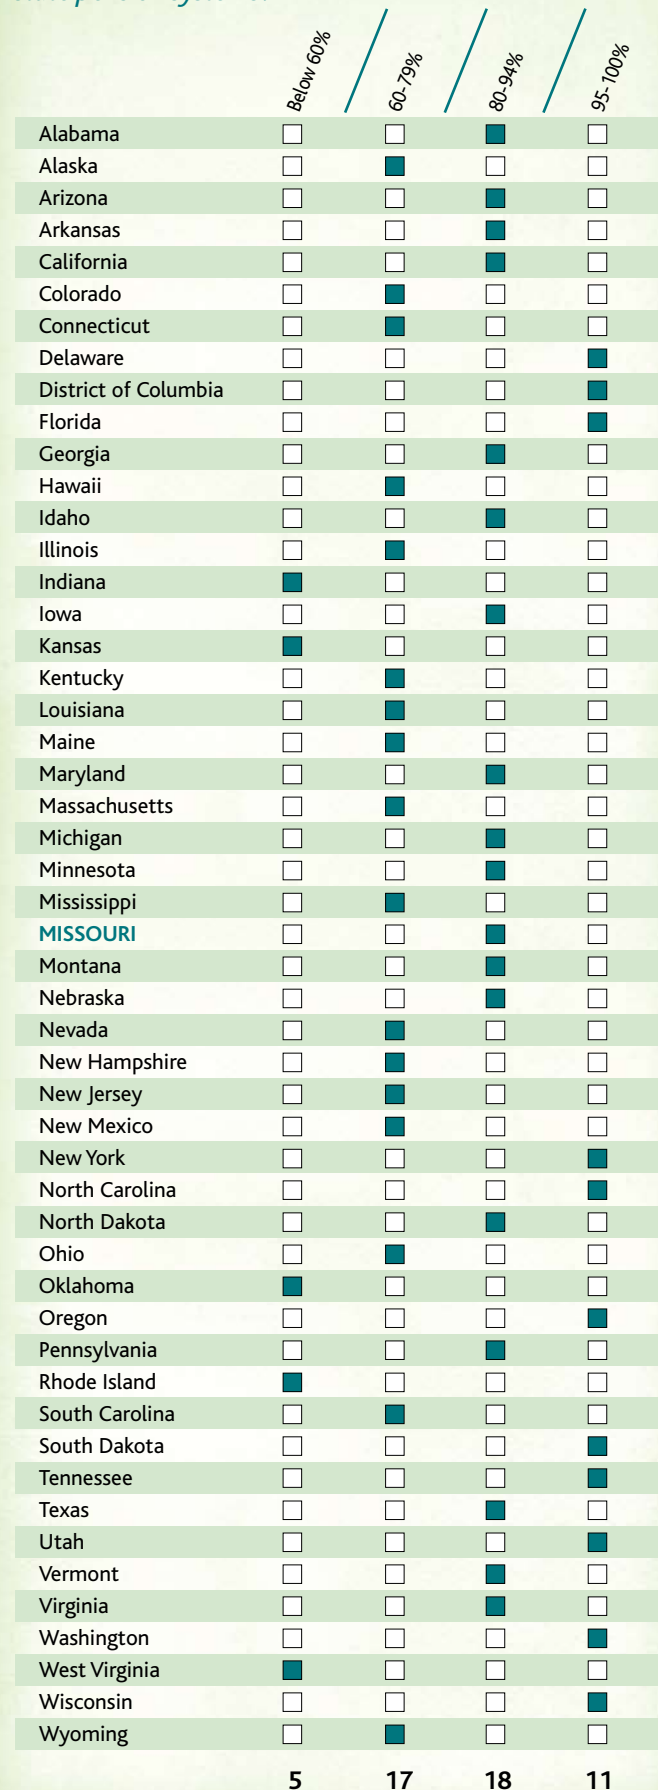 Below 60%
60-79%
80-94%
95-100%
Alabama
Alaska
Arizona
Arkansas
California
Colorado
Connecticut
Delaware
District of Columbia
Florida
Georgia
Hawaii
Idaho
Illinois
Indiana
Iowa
Kansas
Kentucky
Louisiana
Maine
Maryland
Massachusetts
Michigan
Minnesota
Mississippi
MISSOURI
Montana
Nebraska
Nevada
New Hampshire
New Jersey
New Mexico
New York
North Carolina
North Dakota
Ohio
Oklahoma
Oregon
Pennsylvania
Rhode Island
South Carolina
South Dakota
Tennessee
Texas
Utah
Vermont
Virginia
Washington
West Virginia
Wisconsin
Wyoming
5 17 18 11